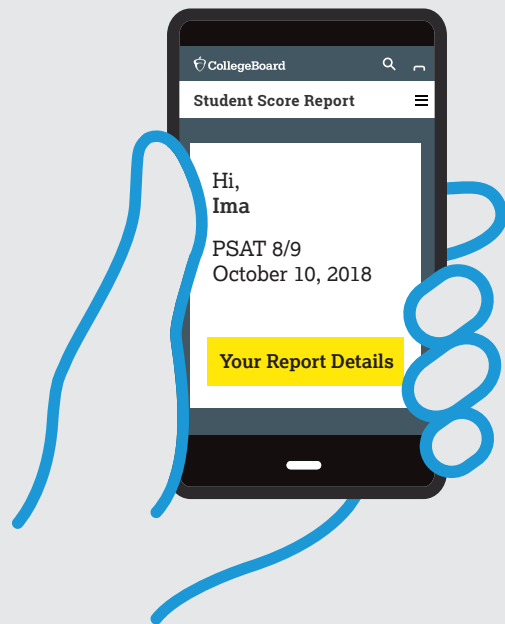 CollegeBoard
Student Score Report
Hi,
Ima
PSAT 8/9
October 10, 2018
Your Report Details